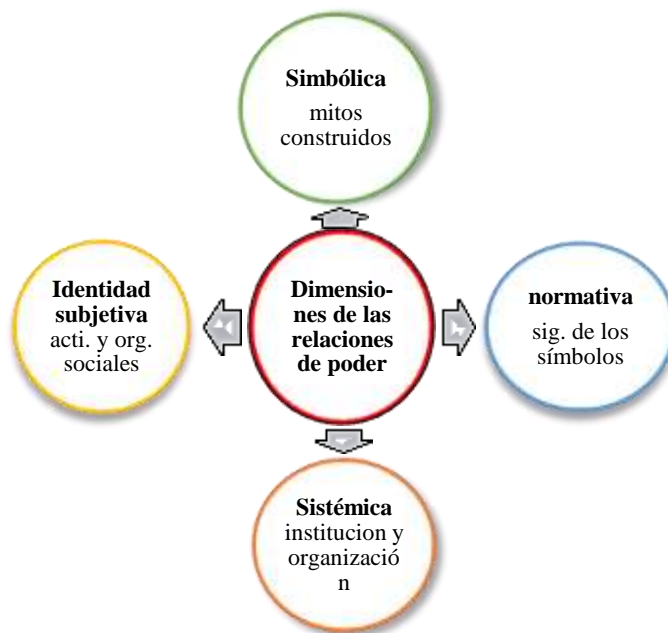 Simbólica
mitos
construidos
Identidad
subjetiva
acti. y org.
sociales
Dimensio-
nes de las
relaciones
de poder
normativa
sig. de los
símbolos
Sistémica
institucion y
organizació
n